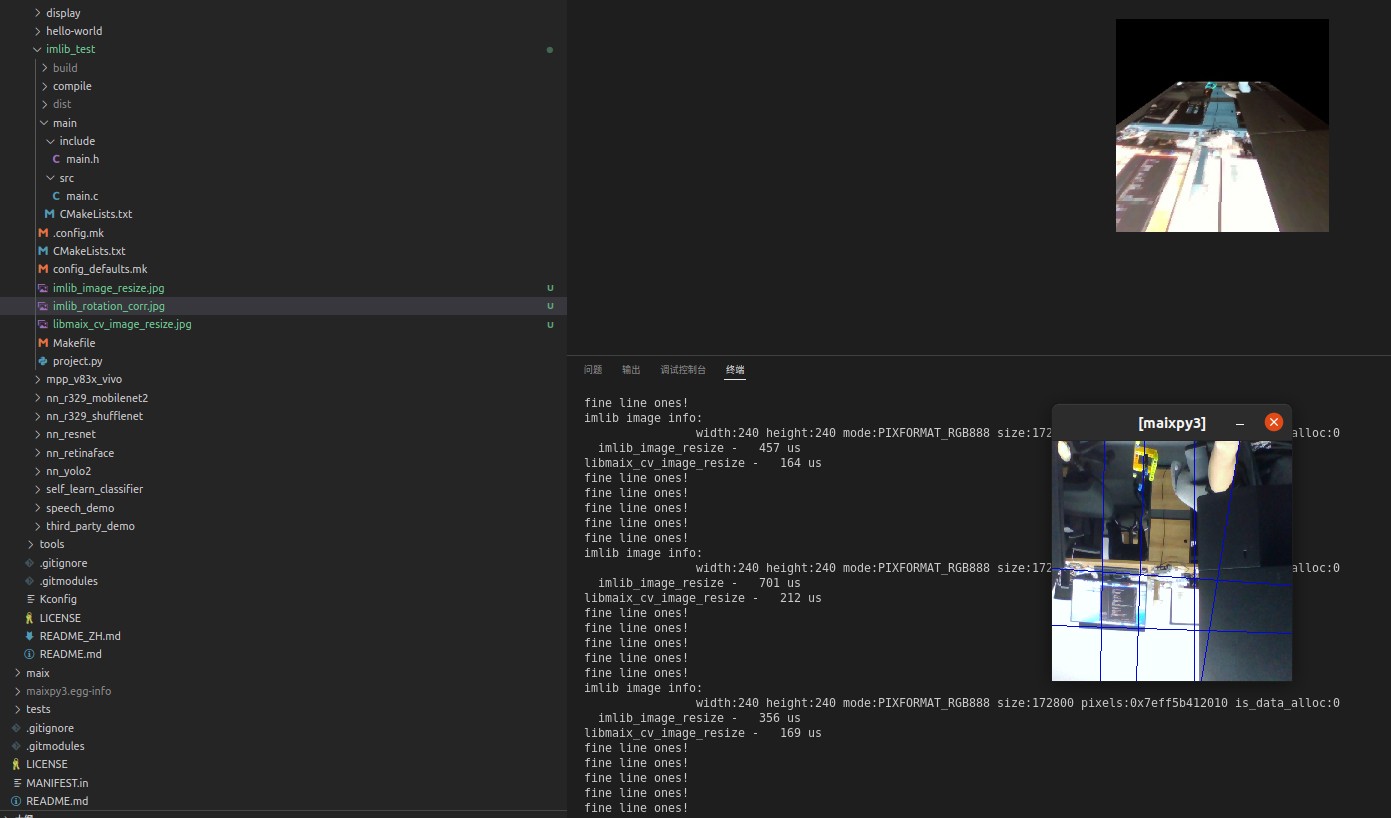 display
hello-world
imlib_test
build
compile
dist
main
include
C main.h
src
C main.c
M CMakeLists.txt
M .config.mk
M CMakeLists.txt
M config_defaults.mk
imlib_image_resize.jpg U
imlib_rotation_corr.jpg U
libmaix_cv_image_resize.jpg U
M Makefile
project.py
mpp_v83x_vivo
nn_r329_mobilenet2
nn_r329_shufflenet
nn_resnet
nn_retinaface
nn_yolo2
self_learn_classifier
speech_demo
third_party_demo
tools
.gitignore
.gitmodules
Kconfig
LICENSE
README_ZH.md
README.md
maix
maixpy3.egg-info
tests
.gitignore
.gitmodules
LICENSE
MANIFEST.in
README.md
问题 输出 调试控制台 终端
fine line ones!
imlib image info:
width:240 height:240 mode:PIXFORMAT_RGB888 size:172 alloc:0
imlib_image_resize - 457 us
libmaix_cv_image_resize - 164 us
fine line ones!
fine line ones!
fine line ones!
fine line ones!
fine line ones!
imlib image info:
width:240 height:240 mode:PIXFORMAT_RGB888 size:172 alloc:0
imlib_image_resize - 701 us
libmaix_cv_image_resize - 212 us
fine line ones!
fine line ones!
fine line ones!
fine line ones!
fine line ones!
imlib image info:
width:240 height:240 mode:PIXFORMAT_RGB888 size:172800 pixels:0x7eff5b412010 is_data_alloc:0
imlib_image_resize - 356 us
libmaix_cv_image_resize - 169 us
fine line ones!
fine line ones!
fine line ones!
fine line ones!
fine line ones!
[maixpy3]